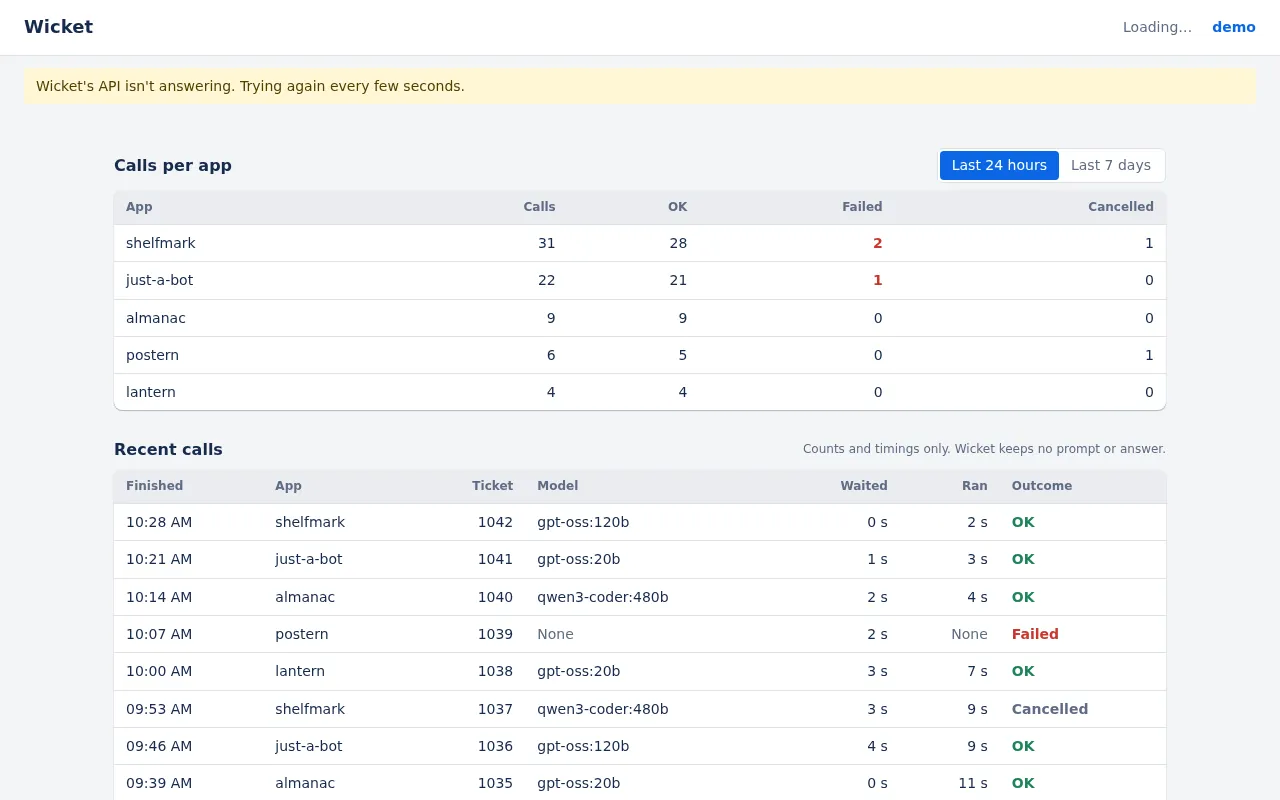 Wicket
Loading... demo
Wicket's API isn't answering. Trying again every few seconds.
Calls per app
Last 24 hours Last 7 days
App Calls OK Failed Cancelled
shelfmark 31 28 2 1
just-a-bot 22 21 1 0
almanac 9 9 0 0
postern 6 5 0 1
lantern 4 4 0 0
Recent calls
Counts and timings only. Wicket keeps no prompt or answer.
Finished App Ticket Model Waited Ran Outcome
10:28 AM shelfmark 1042 gpt-oss:120b 0 s 2 s OK
10:21 AM just-a-bot 1041 gpt-oss:20b 1 s 3 s OK
10:14 AM almanac 1040 qwen3-coder:480b 2 s 4 s OK
10:07 AM postern 1039 None 2 s None Failed
10:00 AM lantern 1038 gpt-oss:20b 3 s 7 s OK
09:53 AM shelfmark 1037 qwen3-coder:480b 3 s 9 s Cancelled
09:46 AM just-a-bot 1036 gpt-oss:120b 4 s 9 s OK
09:39 AM almanac 1035 gpt-oss:20b 0 s 11 s OK